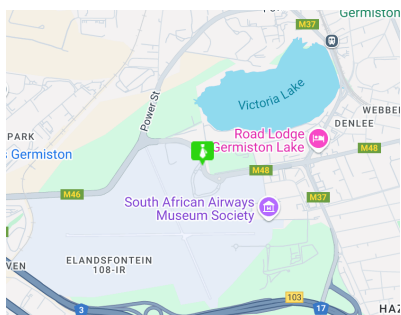 Germiston
M37
Victoria Lake
Power St
WEBBER
DENLEE
PARK
Road Lodge
Germiston Lake
M48
s Germiston
M48
M46
M37
South African Airways
Museum Society
ELANDSFONTEIN
108-IR
VEN
103
3
17
HAZ